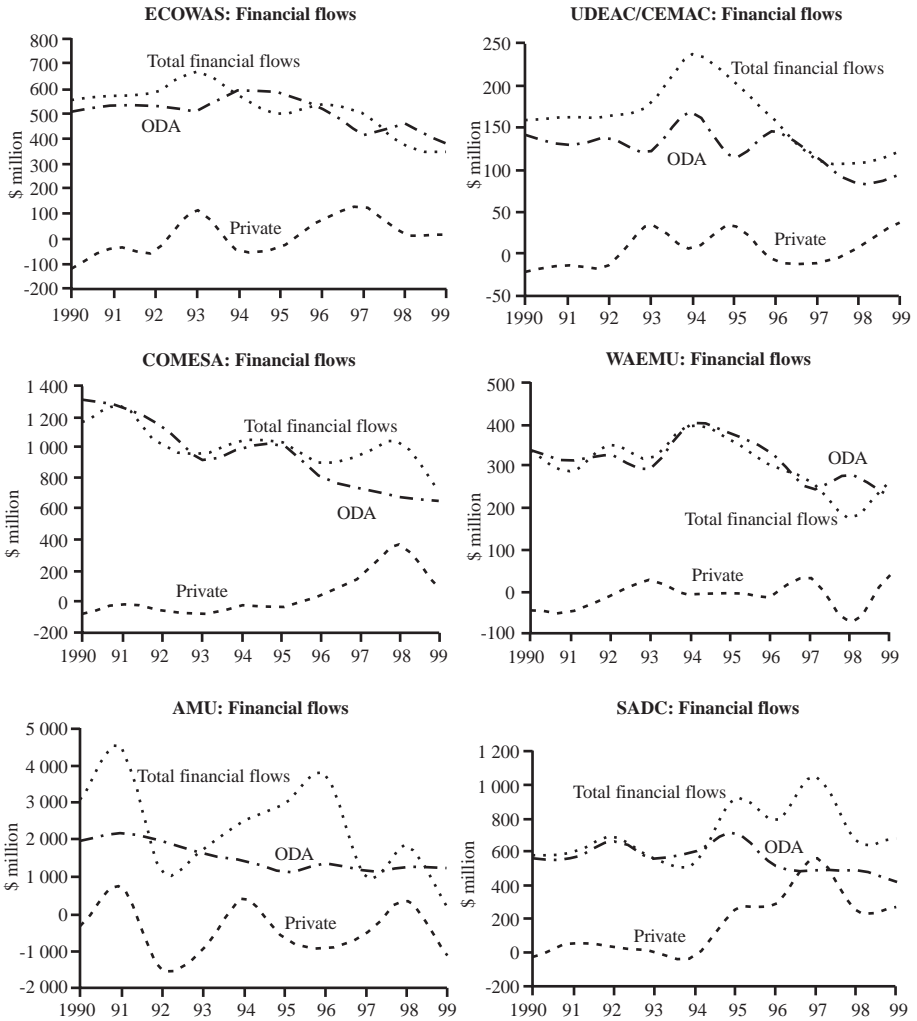 ECOWAS: Financial flows
800
700
600
500
400
300
200
100
0
-100
-200
$ million
Total financial flows
ODA
Private
1990 91 92 93 94 95 96 97 98 99
UDEAC/CEMAC: Financial flows
250
200
150
100
50
0
-50
$ million
Total financial flows
ODA
Private
1990 91 92 93 94 95 96 97 98 99
COMESA: Financial flows
1 400
1 200
1 000
800
600
400
200
0
-200
$ million
Total financial flows
ODA
Private
1990 91 92 93 94 95 96 97 98 99
WAEMU: Financial flows
500
400
300
200
100
0
-100
$ million
ODA
Total financial flows
Private
1990 91 92 93 94 95 96 97 98 99
AMU: Financial flows
5 000
4 000
3 000
2 000
1 000
0
-1 000
-2 000
$ million
Total financial flows
ODA
Private
1990 91 92 93 94 95 96 97 98 99
SADC: Financial flows
1 200
1 000
800
600
400
200
0
-200
$ million
Total financial flows
ODA
Private
1990 91 92 93 94 95 96 97 98 99